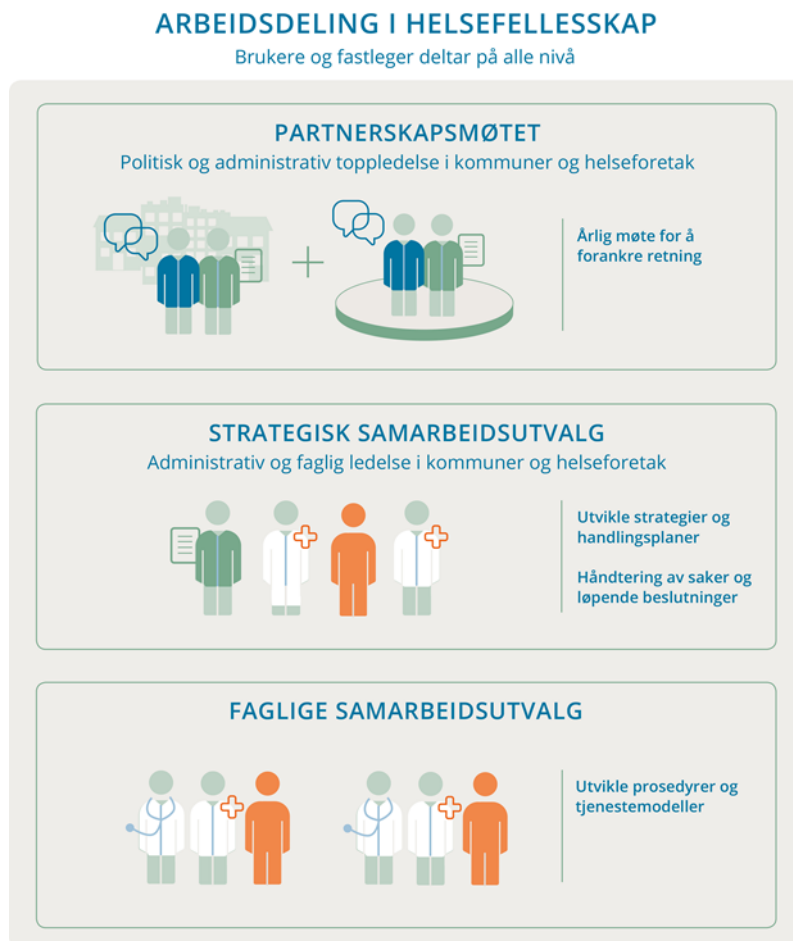 ARBEIDSDELING I HELSEFELLESSKAP
Brukere og fastleger deltar på alle nivå
PARTNERSKAPSMØTET
Politisk og administrativ toppledelse i kommuner og helseforetak
Årlig møte for å
forankre retning
STRATEGISK SAMARBEIDSUTVALG
Administrativ og faglig ledelse i kommuner og helseforetak
Utvikle strategier og
handlingsplaner
Håndtering av saker og
løpende beslutninger
FAGLIGE SAMARBEIDSUTVALG
Utvikle prosedyrer og
tjenestemodeller